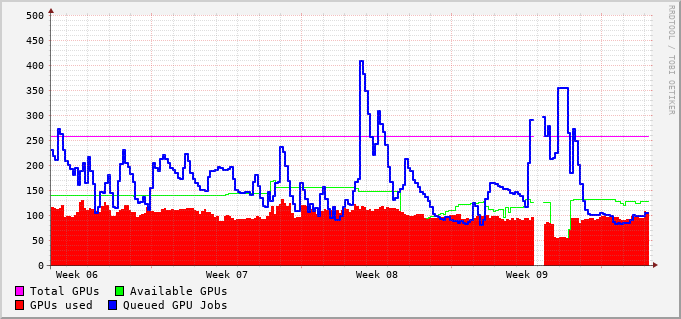 500
450
400
350
300
250
200
150
100
50
0
Week 06 Week 07 Week 08 Week 09
Total GPUs Available GPUs
GPUs used Queued GPU Jobs
RRDTOOL / TOBI OETIKER